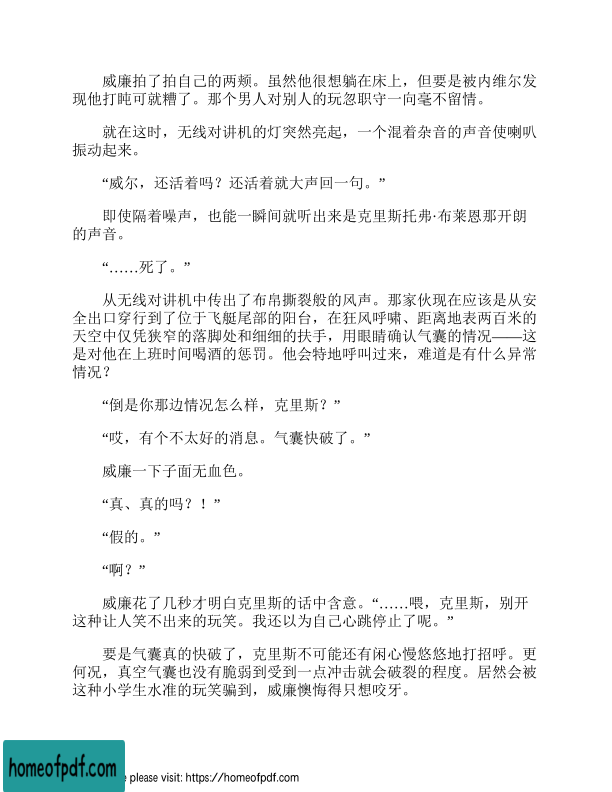 威廉拍了拍自己的两颊。虽然他很想躺在床上，但要是被内维尔发
现他打盹可就糟了。那个男人对别人的玩忽职守一向毫不留情。
就在这时，无线对讲机的灯突然亮起，一个混着杂音的声音使喇叭
振动起来。
“威尔，还活着吗？还活着就大声回一句。”
即使隔着噪声，也能一瞬间就听出来是克里斯托弗·布莱恩那开朗
的声音。
“……死了。”
从无线对讲机中传出了布帛撕裂般的风声。那家伙现在应该是从安
全出口穿行到了位于飞艇尾部的阳台，在狂风呼啸、距离地表两百米的
天空中仅凭狭窄的落脚处和细细的扶手，用眼睛确认气囊的情况——这
是对他在上班时间喝酒的惩罚。他会特地呼叫过来，难道是有什么异常
情况？
“倒是你那边情况怎么样，克里斯？”
“哎，有个不太好的消息。气囊快破了。”
威廉一下子面无血色。
“真、真的吗？！”
“假的。”
“啊？”
威廉花了几秒才明白克里斯的话中含意。“……喂，克里斯，别开
这种让人笑不出来的玩笑。我还以为自己心跳停止了呢。”
要是气囊真的快破了，克里斯不可能还有闲心慢悠悠地打招呼。更
何况，真空气囊也没有脆弱到受到一点冲击就会破裂的程度。居然会被
这种小学生水准的玩笑骗到，威廉懊悔得只想咬牙。
homeofpdf.com
e please visit: https://homeofpdf.com